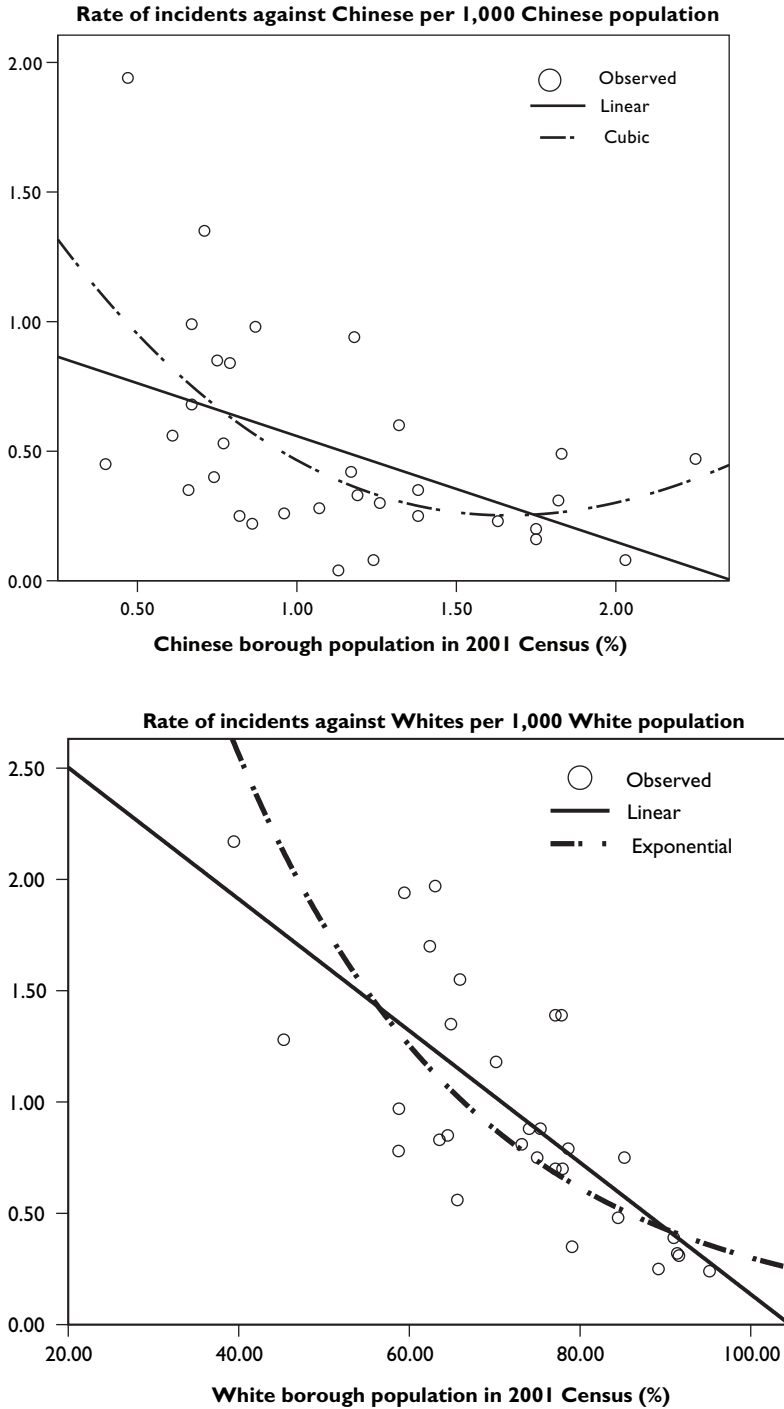 Rate of incidents against Chinese per 1,000 Chinese population
2.00
Observed
Linear
Cubic
1.50
1.00
0.50
0.00
0.50 1.00 1.50 2.00
Chinese borough population in 2001 Census (%)
Rate of incidents against Whites per 1,000 White population
2.50
Observed
Linear
Exponential
2.00
1.50
1.00
0.50
0.00
20.00 40.00 60.00 80.00 100.00
White borough population in 2001 Census (%)